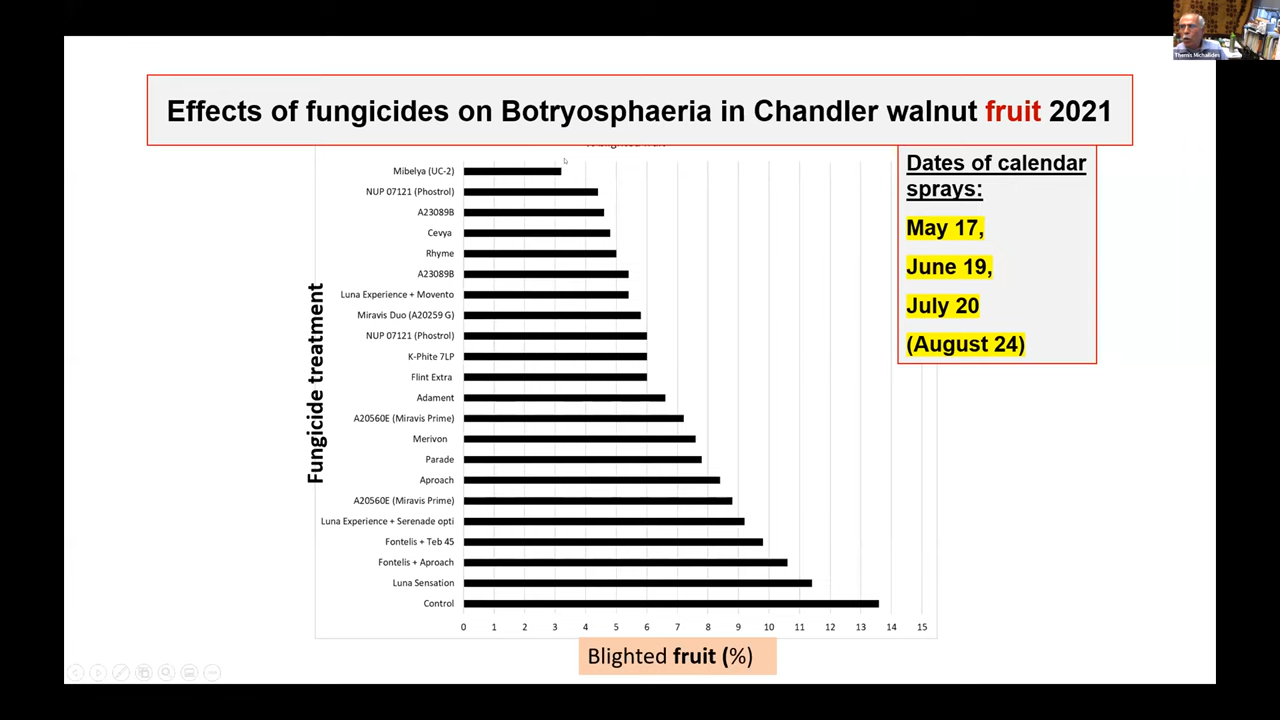 Themis Michailides
Effects of fungicides on Botryosphaeria in Chandler walnut fruit 2021
Dates of calendar
sprays:
May 17,
June 19,
July 20
(August 24)
Fungicide treatment
Mibelya (UC-2)
NUP 07121 (Phostrol)
A23089B
Cevya
Rhyme
A23089B
Luna Experience + Movento
Miravis Duo (A20259 G)
NUP 07121 (Phostrol)
K-Phite 7LP
Flint Extra
Adament
A20560E (Miravis Prime)
Merivon
Parade
Aproach
A20560E (Miravis Prime)
Luna Experience + Serenade opti
Fontelis + Teb 45
Fontelis + Aproach
Luna Sensation
Control
0 1 2 3 4 5 6 7 8 9 10 11 12 13 14 15
Blighted fruit (%)